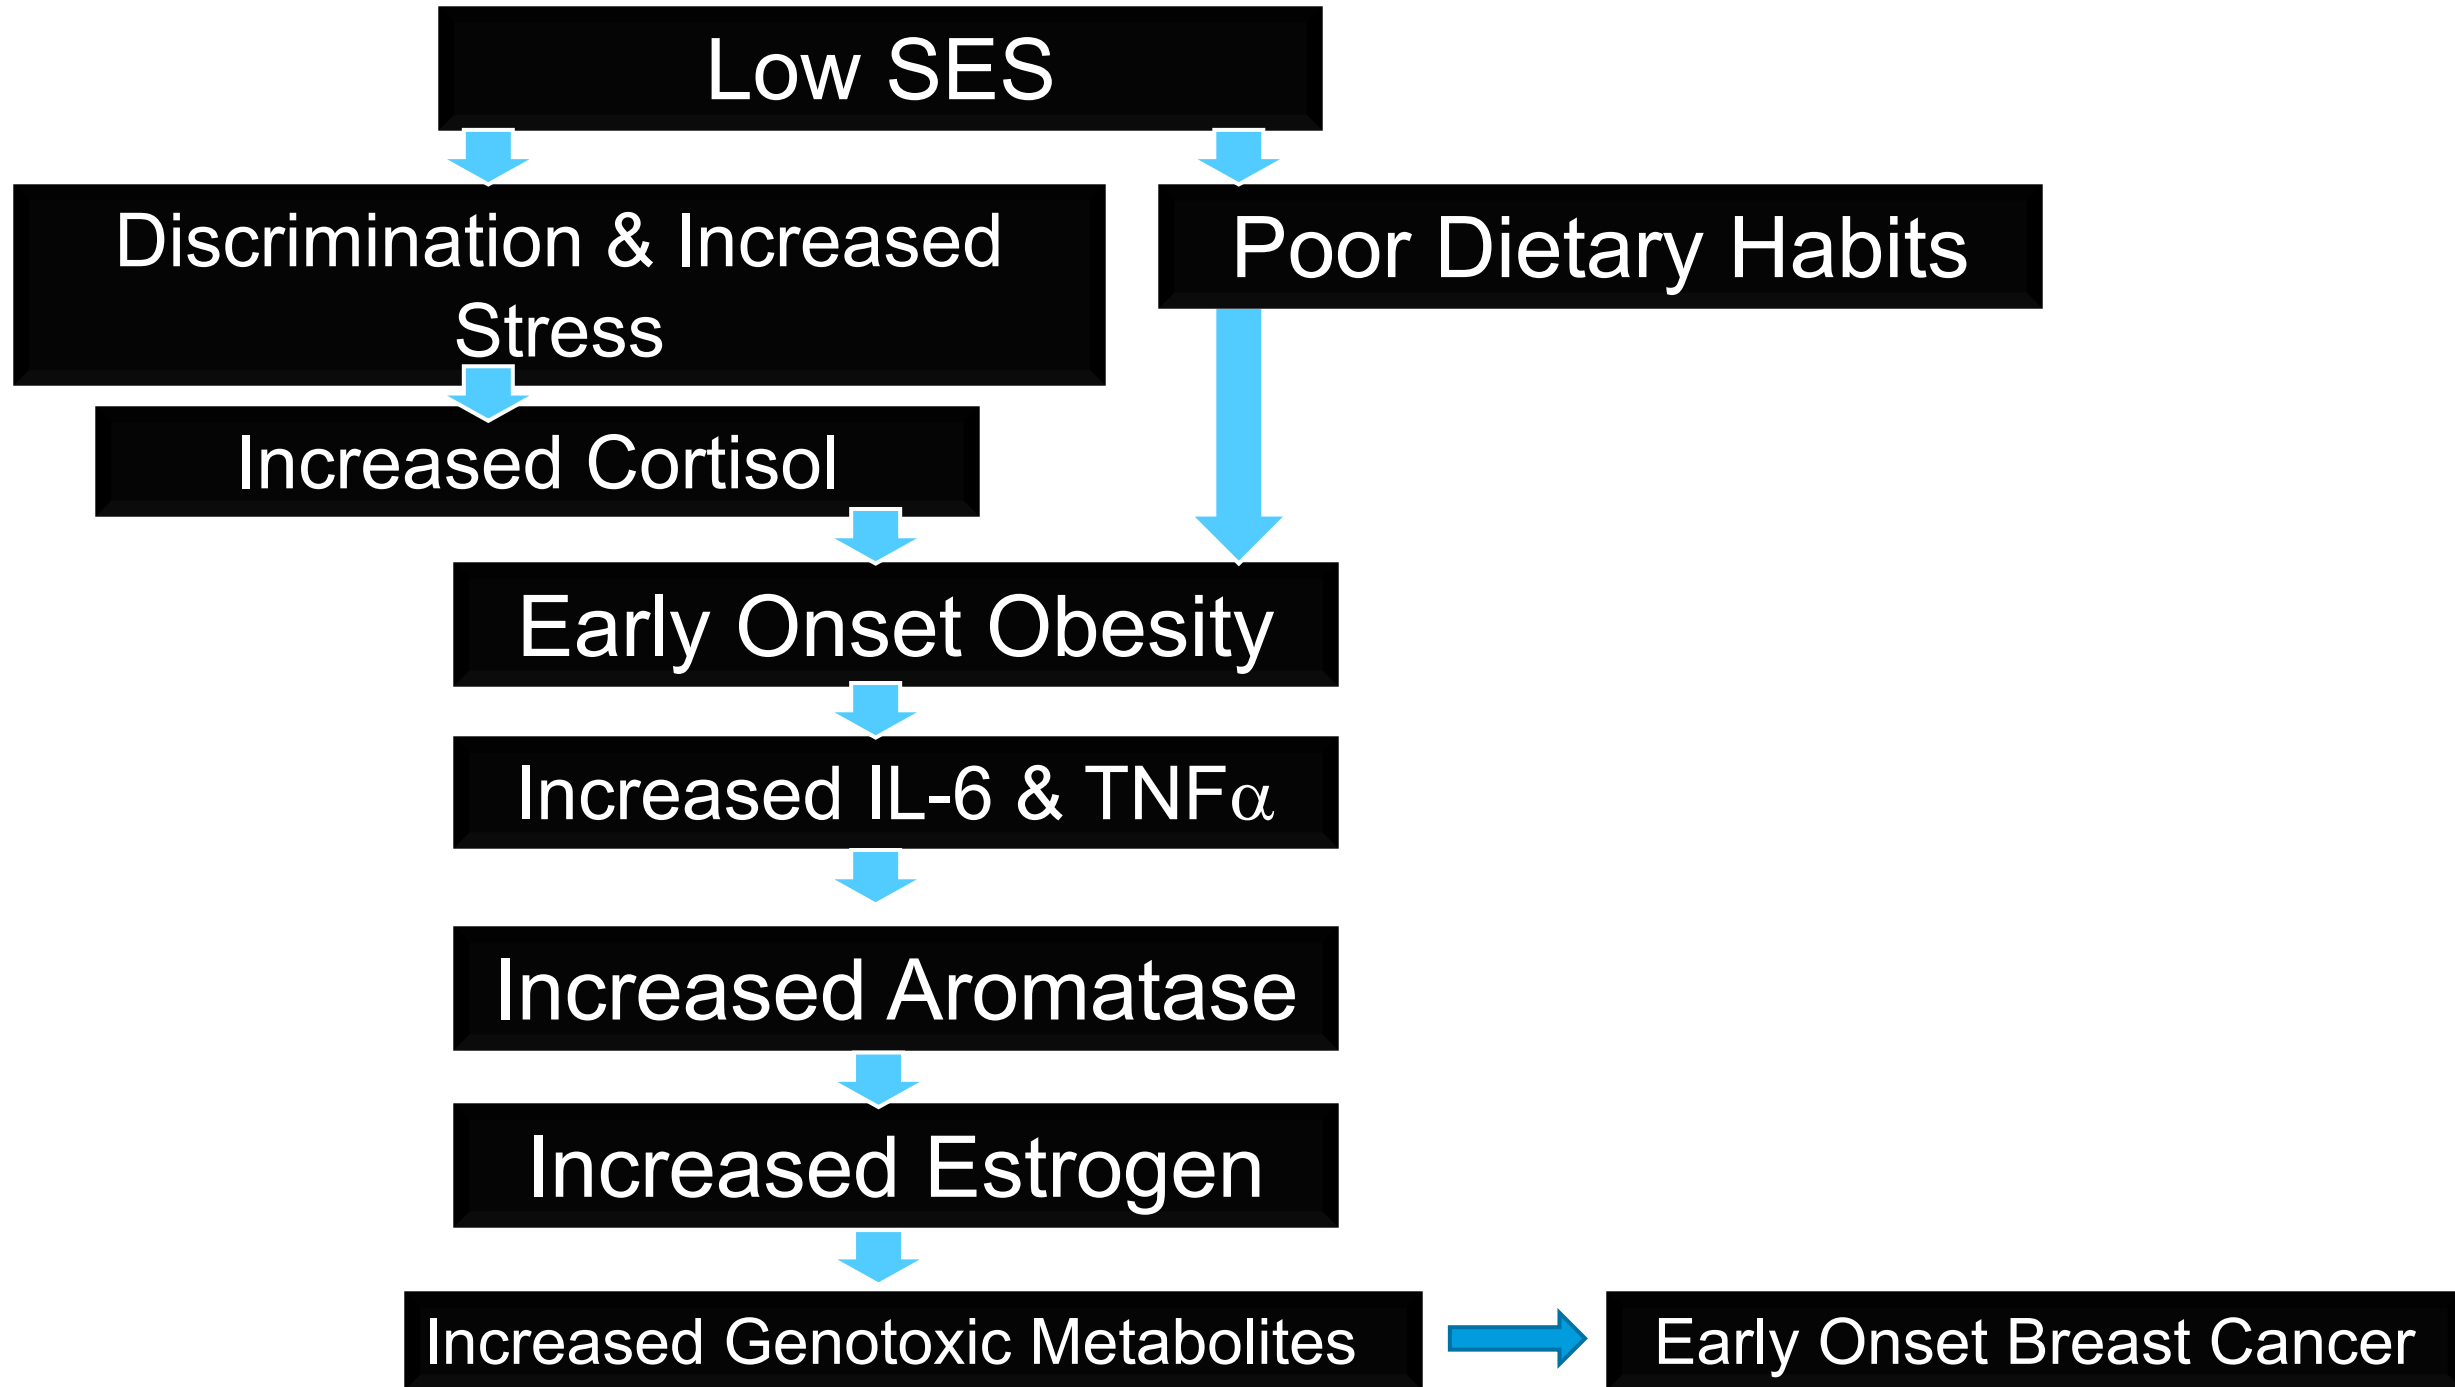 Low SES
Discrimination & Increased
Stress
Poor Dietary Habits
Increased Cortisol
Early Onset Obesity
Increased IL-6 & TNFα
Increased Aromatase
Increased Estrogen
Increased Genotoxic Metabolites
Early Onset Breast Cancer